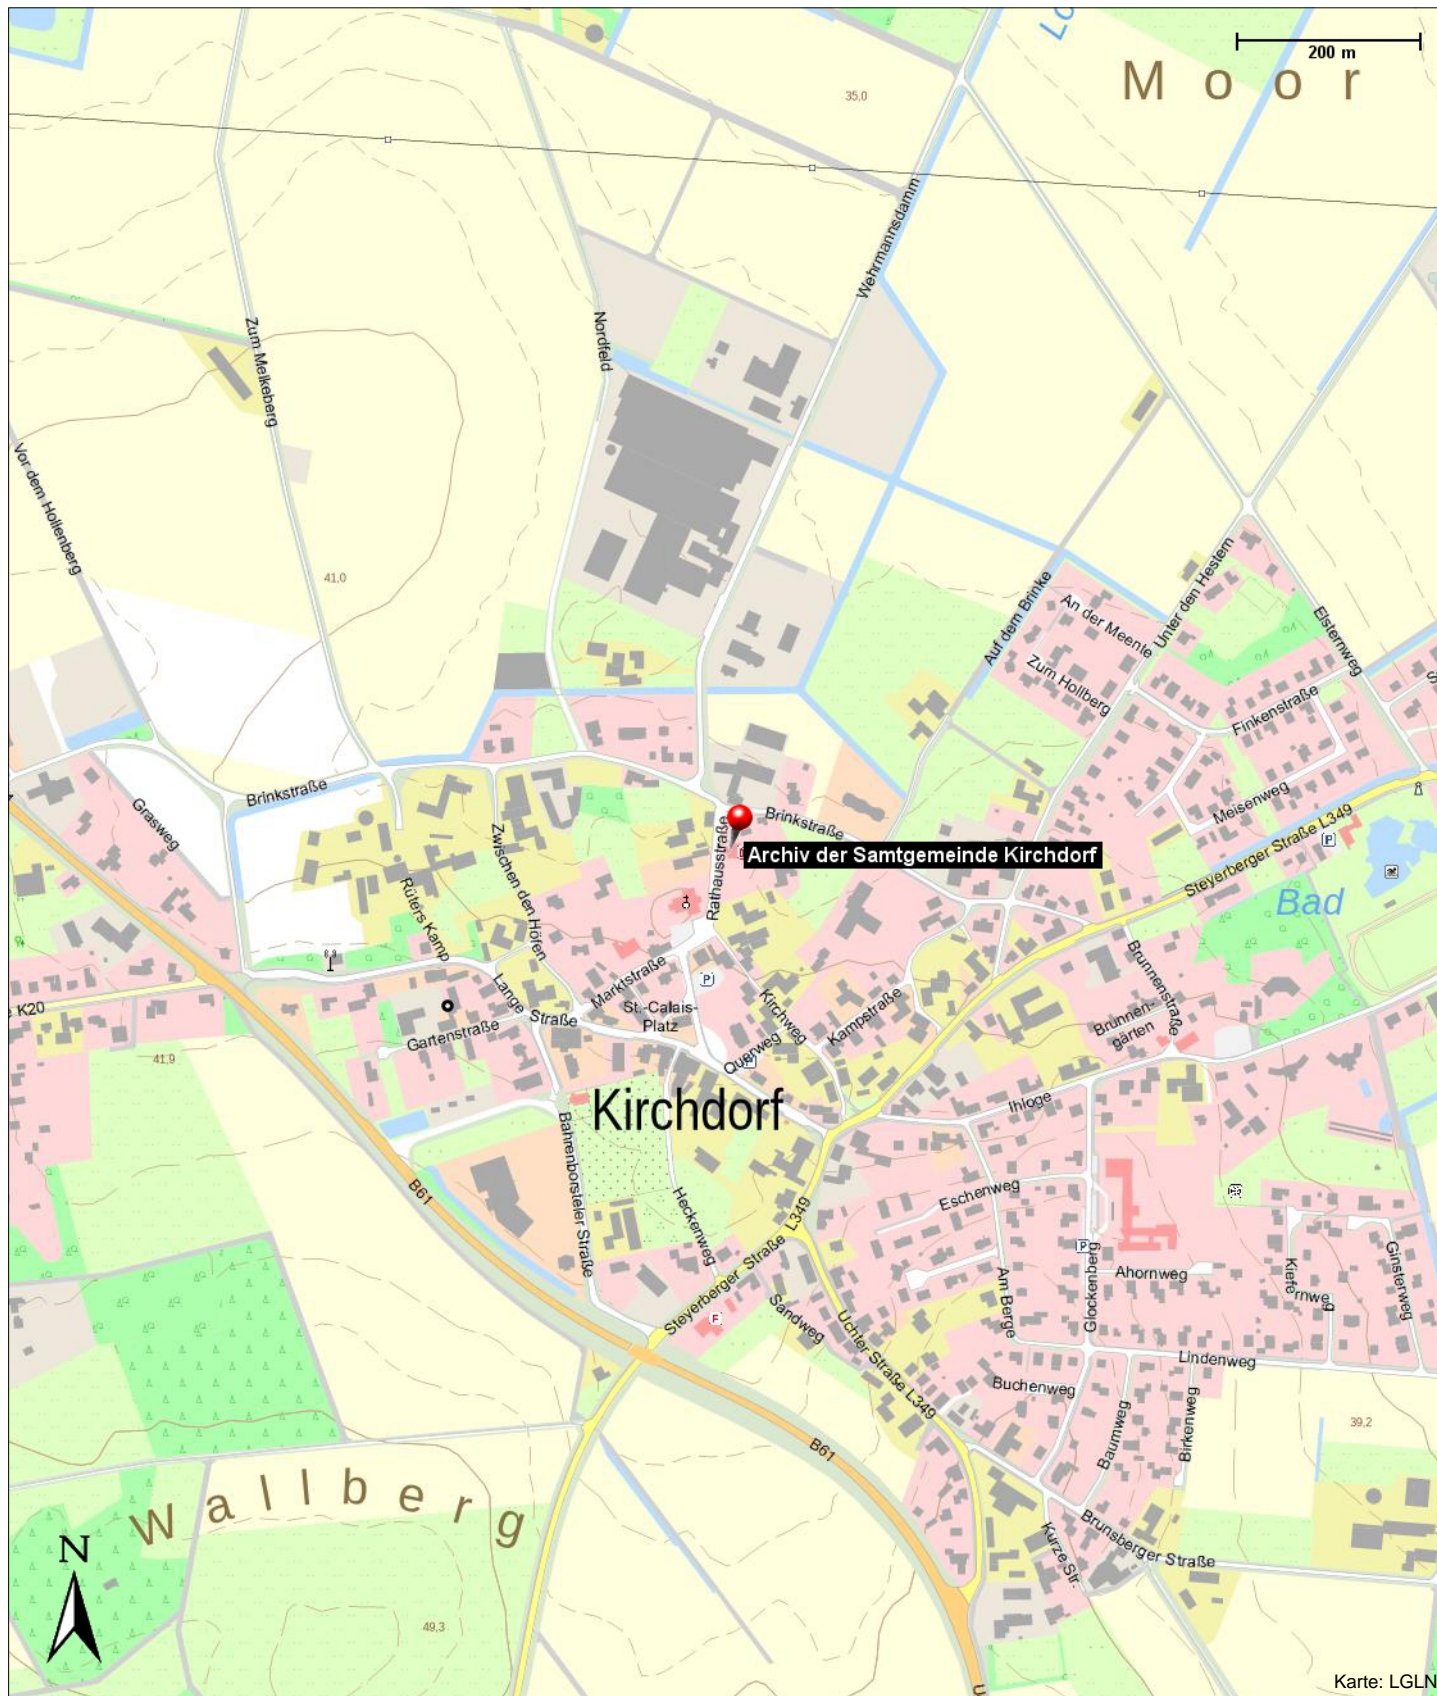 200 m
Moor
35,0
Wehrmannsdamm
Nordfeld
Zum Melkeberg
Vor dem Hollenberg
41,0
Unter den Hestern
Auf dem Brinke
An der Meenle
Zum Hollberg
Elsternweg
Finkenstraße
Meisenweg
Steyerberger Straße L349
P
Brinkstraße
Grasweg
Brinkstraße
Rathausstraße
Archiv der Samtgemeinde Kirchdorf
Zwischen den Höfen
Rüters Kamp
Bad
Brunnenstraße
Brunnen-
gärten
K20
Lange Straße
Marktstraße
P
St.-Calais-
Platz
Kirchweg
Kampstraße
Querweg
P
Gartenstraße
41,9
Kirchdorf
Ihloge
Bahrenborsteler Straße
B61
Heckenweg
Eschenweg
Steyerberger Straße L349
P
Glockenberg
Ahornweg
Kiefernweg
Ginsterweg
Am Berge
Sandweg
F
Uchter Straße L349
Lindenweg
Buchenweg
Baumweg
Birkenweg
39,2
B61
Wallberg
Kurze Str.
Brunsberger Straße
N
49,3
U
Karte: LGLN